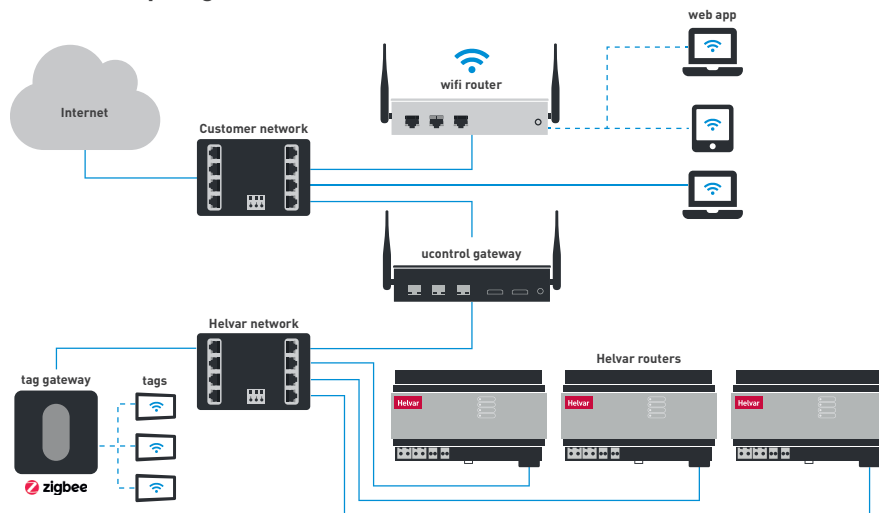 web app
wifi router
Internet
Customer network
ucontrol gateway
Helvar network
Helvar routers
tag gateway
tags
Helvar
Helvar
Helvar
zigbee